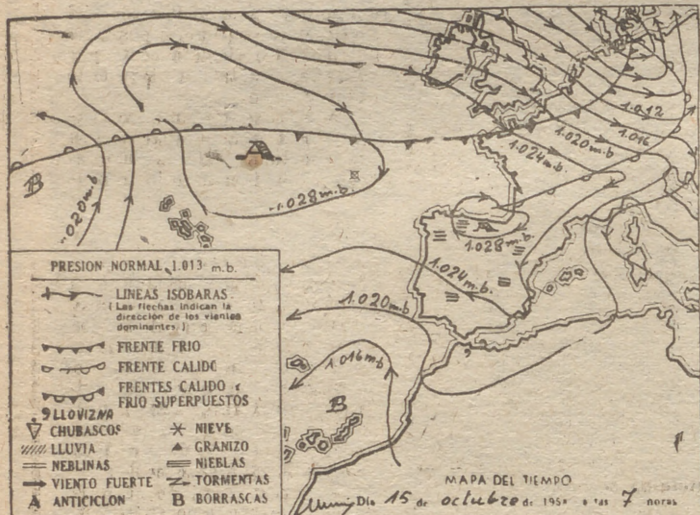 1.012
1.016
1.020 m.b.
1.024 m.b.
A
B
1.020 m.b
1.028 m.b.
A
1.028 m.b
1.024 m.b.
1.020 m.b
1.016 m.b
B
PRESION NORMAL 1.013 m.b.
LINEAS ISOBARAS.
(Las flechas indican la
dirección de los vientos
dominantes.)
FRENTE FRIO
FRENTE CALIDO
FRENTES CALIDO y
FRIO SUPERPUESTOS
9 LLOVIZNA
CHUBASCOS
NIEVE
LLUVIA
GRANIZO
NEBLINAS
NIEBLAS
VIENTO FUERTE
TORMENTAS
A ANTICICLON
B BORRASCAS
MAPA DEL TIEMPO
Día 15 de octubre de a las 7 horas